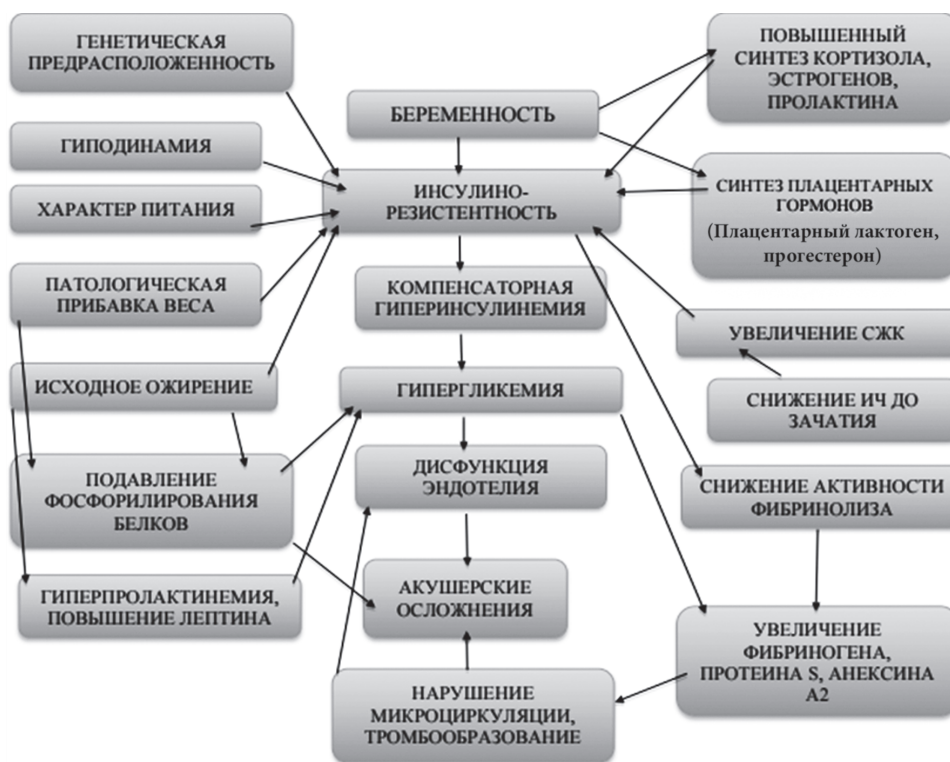 ГЕНЕТИЧЕСКАЯ
ПРЕДРАСПОЛОЖЕННОСТЬ
ГИПОДИНАМИЯ
ХАРАКТЕР ПИТАНИЯ
ПАТОЛОГИЧЕСКАЯ
ПРИБАВКА ВЕСА
ИСХОДНОЕ ОЖИРЕНИЕ
ПОДАВЛЕНИЕ
ФОСФОРИЛИРОВАНИЯ
БЕЛКОВ
ГИПЕРПРОЛАКТИНЕМИЯ,
ПОВЫШЕНИЕ ЛЕПТИНА
БЕРЕМЕННОСТЬ
ИНСУЛИНО-
РЕЗИСТЕНТНОСТЬ
КОМПЕНСАТОРНАЯ
ГИПЕРИНСУЛИНЕМИЯ
ГИПЕРГЛИКЕМИЯ
ДИСФУНКЦИЯ
ЭНДОТЕЛИЯ
АКУШЕРСКИЕ
ОСЛОЖНЕНИЯ
НАРУШЕНИЕ
МИКРОЦИРКУЛЯЦИИ,
ТРОМБООБРАЗОВАНИЕ
ПОВЫШЕННЫЙ
СИНТЕЗ КОРТИЗОЛА,
ЭСТРОГЕНОВ,
ПРОЛАКТИНА
СИНТЕЗ ПЛАЦЕНТАРНЫХ
ГОРМОНОВ
(Плацентарный лактоген,
прогестерон)
УВЕЛИЧЕНИЕ СЖК
СНИЖЕНИЕ ИЧ ДО
ЗАЧАТИЯ
СНИЖЕНИЕ АКТИВНОСТИ
ФИБРИНОЛИЗА
УВЕЛИЧЕНИЕ
ФИБРИНОГЕНА,
ПРОТЕИНА S, АНЕКСИНА
А2